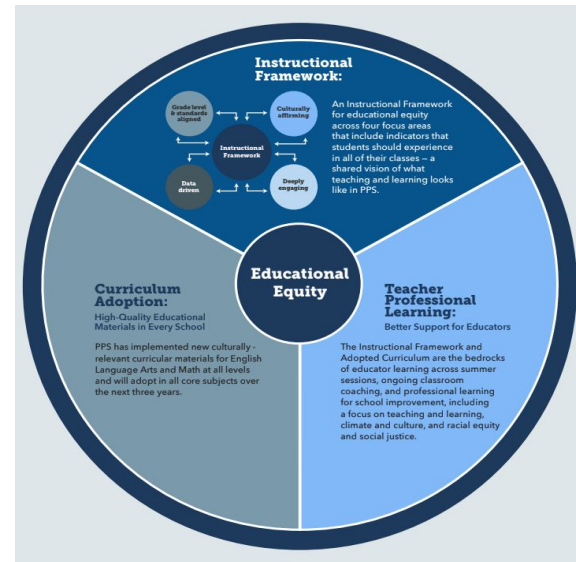 Instructional
Framework:
Grade level
& standards
aligned
Culturally
affirming
Instructional
Framework
Data
driven
Deeply
engaging
An Instructional Framework
for educational equity
across four focus areas
that include indicators that
students should experience
in all of their classes — a
shared vision of what
teaching and learning looks
like in PPS.
Educational
Equity
Curriculum
Adoption:
High-Quality Educational
Materials in Every School
PPS has implemented new culturally -
relevant curricular materials for English
Language Arts and Math at all levels
and will adopt in all core subjects over
the next three years.
Teacher
Professional
Learning:
Better Support for Educators
The Instructional Framework and
Adopted Curriculum are the bedrocks
of educator learning across summer
sessions, ongoing classroom
coaching, and professional learning
for school improvement, including
a focus on teaching and learning,
climate and culture, and racial equity
and social justice.